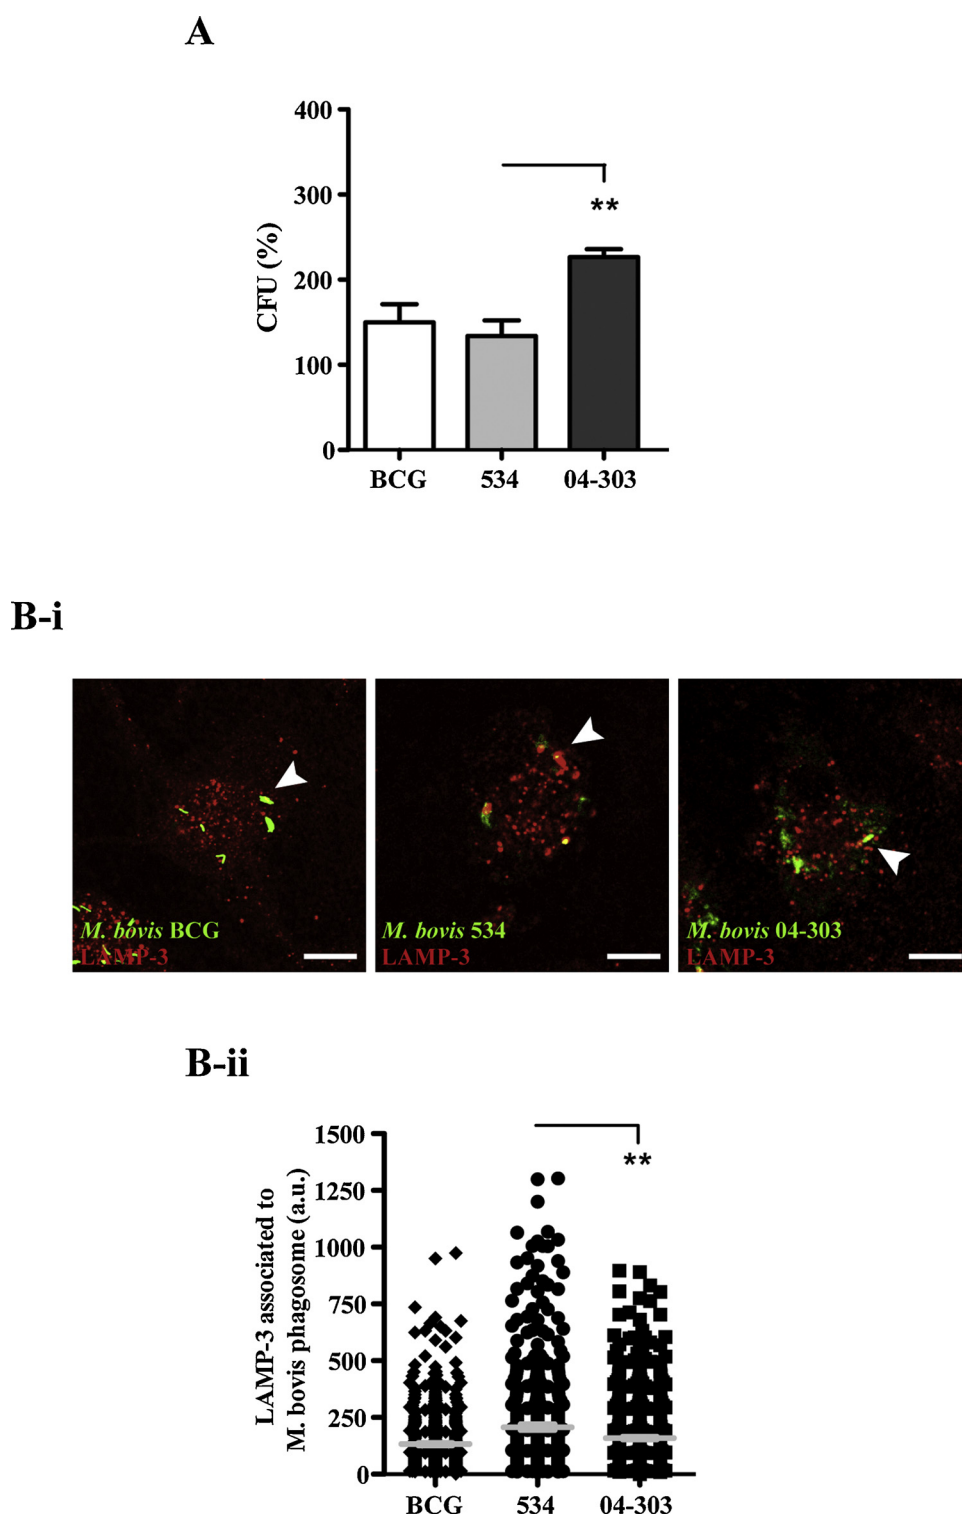 A
400
300
200
100
0
CFU (%)
**
BCG 534 04-303
B-i
M. bovis BCG
LAMP-3
M. bovis 534
LAMP-3
M. bovis 04-303
LAMP-3
B-ii
1500
1250
1000
750
500
250
0
LAMP-3 associated to
M. bovis phagosome (a.u.)
**
BCG 534 04-303